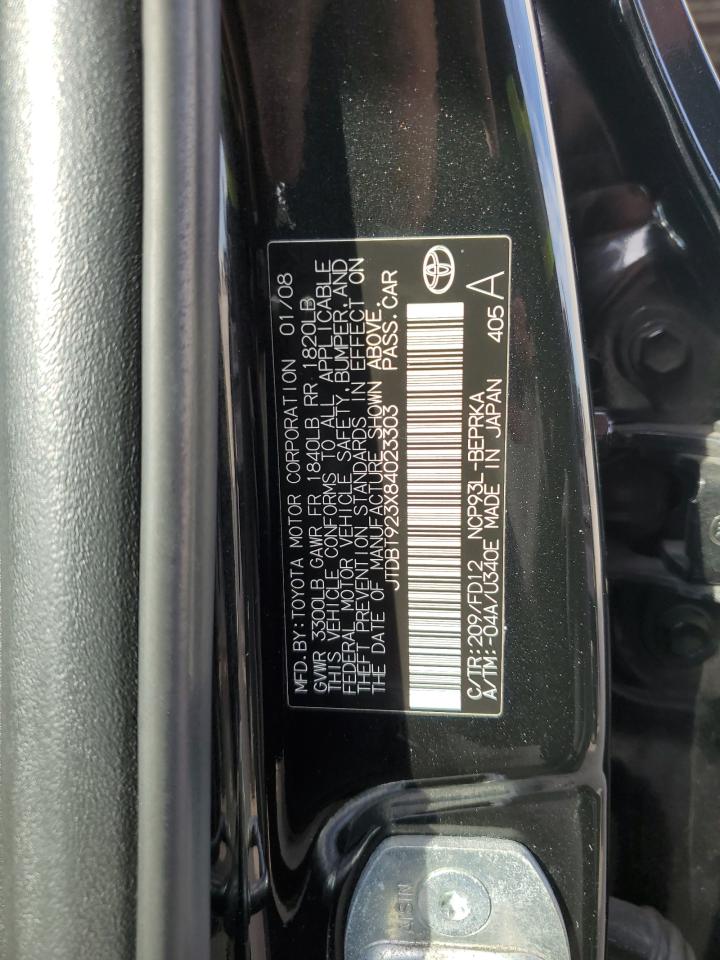 MFD. BY: TOYOTA MOTOR CORPORATION 01/08
GVWR 3300LB GAWR FR 1840LB RR 1820LB
THIS VEHICLE CONFORMS TO ALL APPLICABLE
FEDERAL MOTOR VEHICLE SAFETY, BUMPER, AND
THEFT PREVENTION STANDARDS IN EFFECT ON
THE DATE OF MANUFACTURE SHOWN ABOVE.
JTDBT923X84023303 PASS. CAR
C/TR: 209/FD12 NCP93L-BEPRKA
A/TM: -04A/U340E MADE IN JAPAN 405 A
AISIN